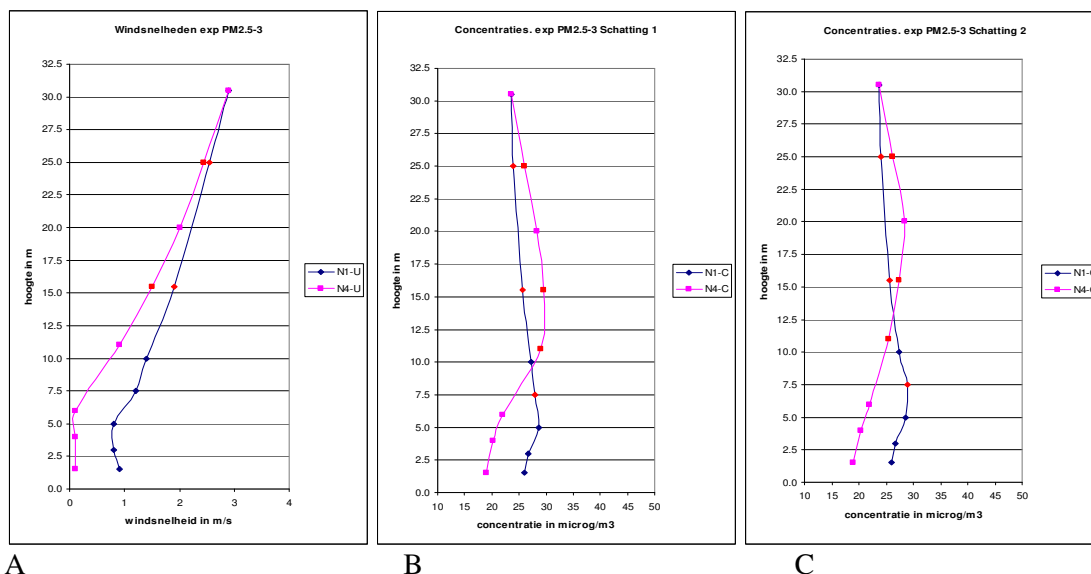 Windsnelheden exp PM2.5-3
32.5
30.0
27.5
25.0
22.5
20.0
17.5
15.0
12.5
10.0
7.5
5.0
2.5
0.0
hoogte in m
0 1 2 3 4
windsnelheid in m/s
N1-U
N4-U
A
Concentraties. exp PM2.5-3 Schatting 1
32.5
30.0
27.5
25.0
22.5
20.0
17.5
15.0
12.5
10.0
7.5
5.0
2.5
0.0
hoogte in m
10 15 20 25 30 35 40 45 50
concentratie in microg/m3
N1-C
N4-C
B
Concentraties. exp PM2.5-3 Schatting 2
32.5
30.0
27.5
25.0
22.5
20.0
17.5
15.0
12.5
10.0
7.5
5.0
2.5
0.0
hoogte in m
10 15 20 25 30 35 40 45 50
concentratie in microg/m3
C